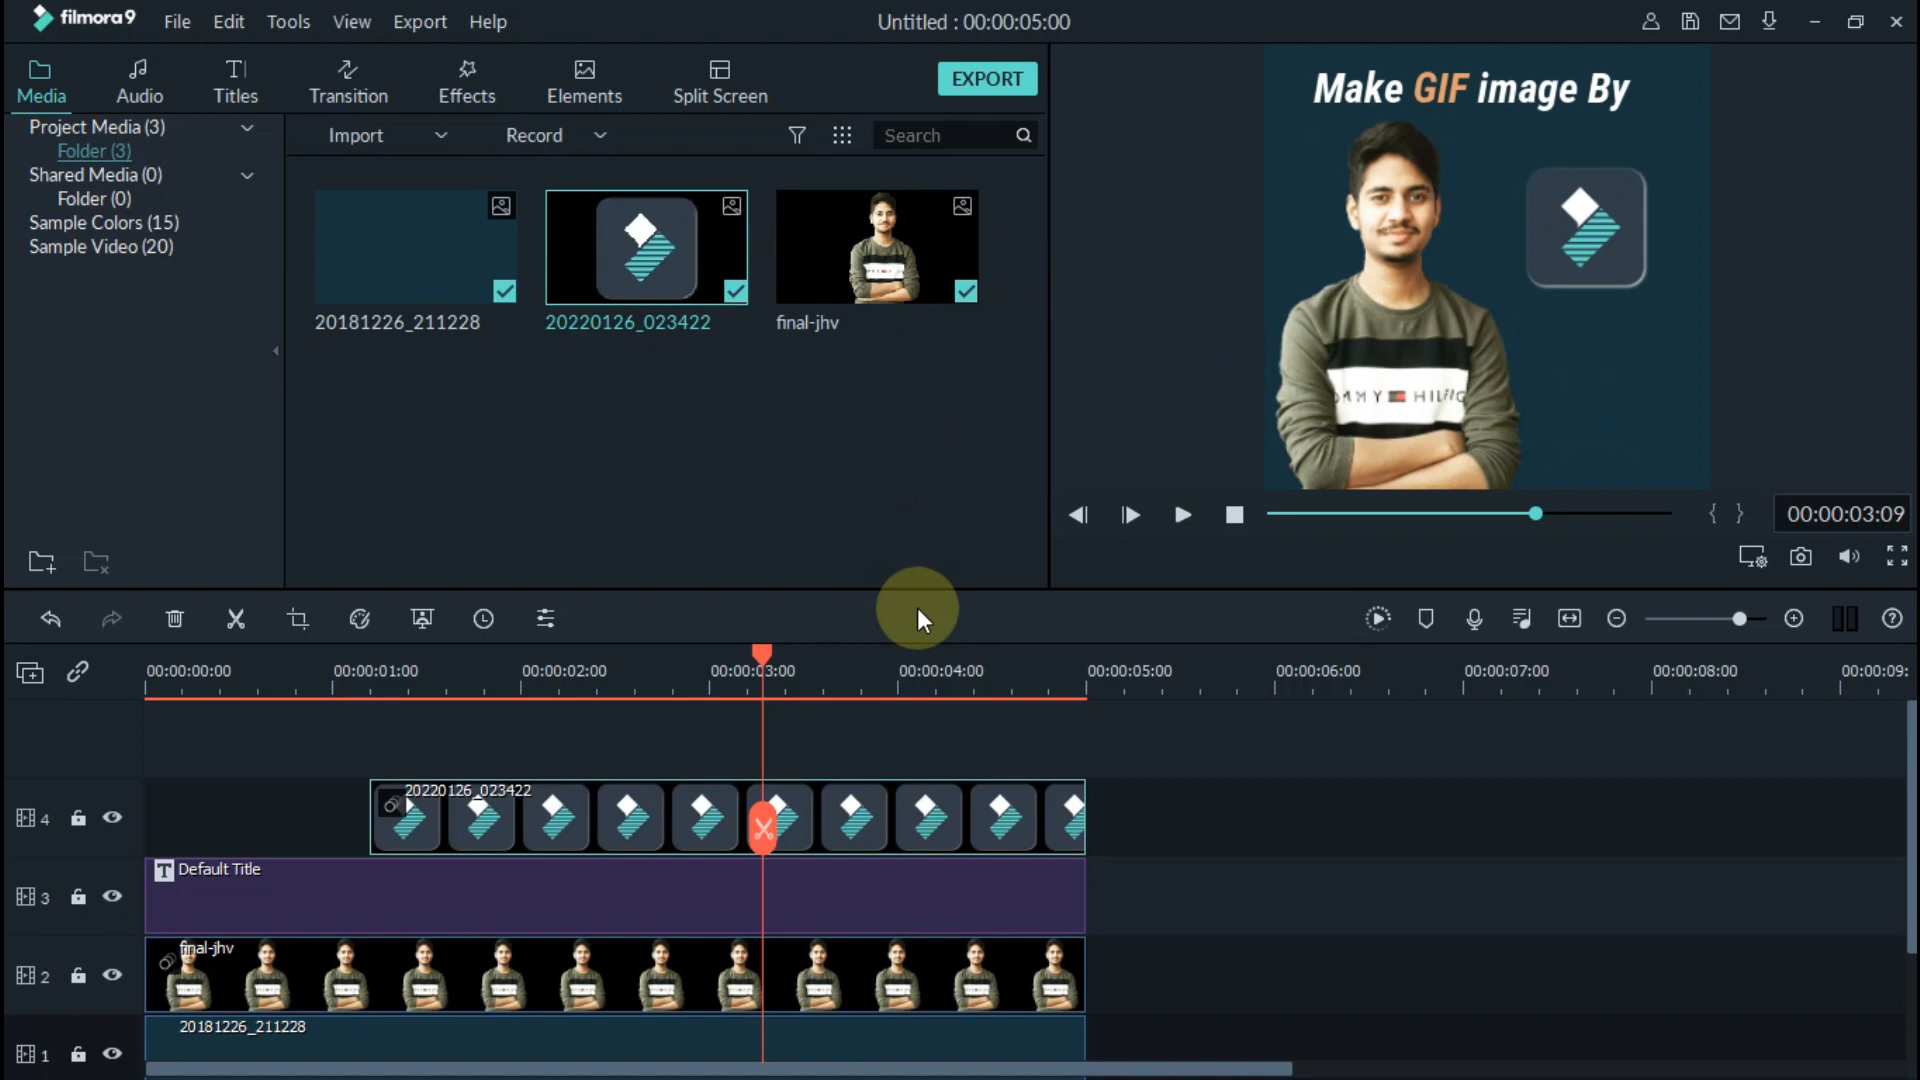 filmora9 File Edit Tools View Export Help Untitled : 00:00:05:00
Media Audio Titles Transition Effects Elements Split Screen EXPORT
Project Media (3)
Folder (3)
Shared Media (0)
Folder (0)
Sample Colors (15)
Sample Video (20)
Import Record Search
20181226_211228 20220126_023422 final-jhv
Make GIF image By
00:00:03:09
00:00:00:00 00:00:01:00 00:00:02:00 00:00:03:00 00:00:04:00 00:00:05:00 00:00:06:00 00:00:07:00 00:00:08:00 00:00:09:
20220126_023422
4
T Default Title
3
final-jhv
2
20181226_211228
1